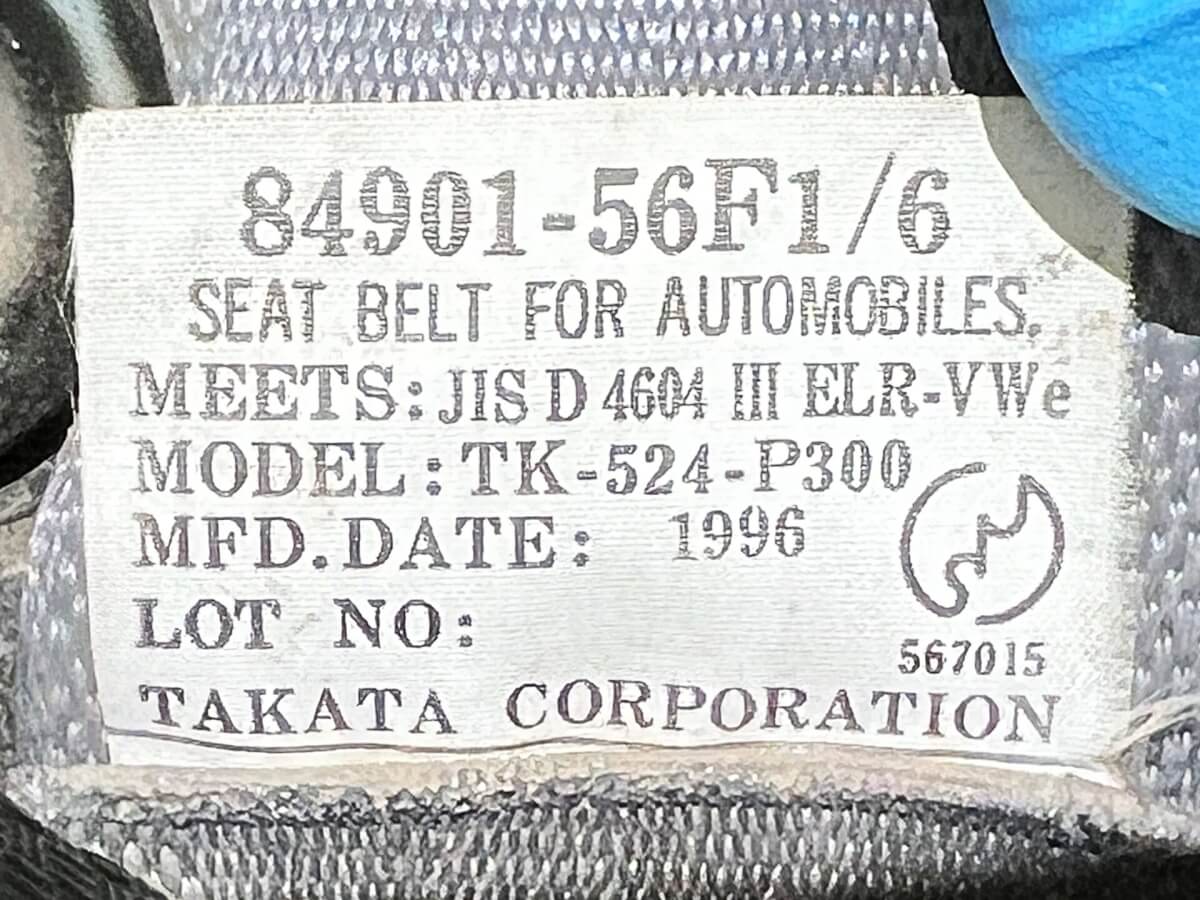 84901-56F1/6
SEAT BELT FOR AUTOMOBILES.
MEETS: JIS D 4604 III ELR-VWe
MODEL: TK-524-P300
MFD.DATE: 1996
LOT NO:
567015
TAKATA CORPORATION